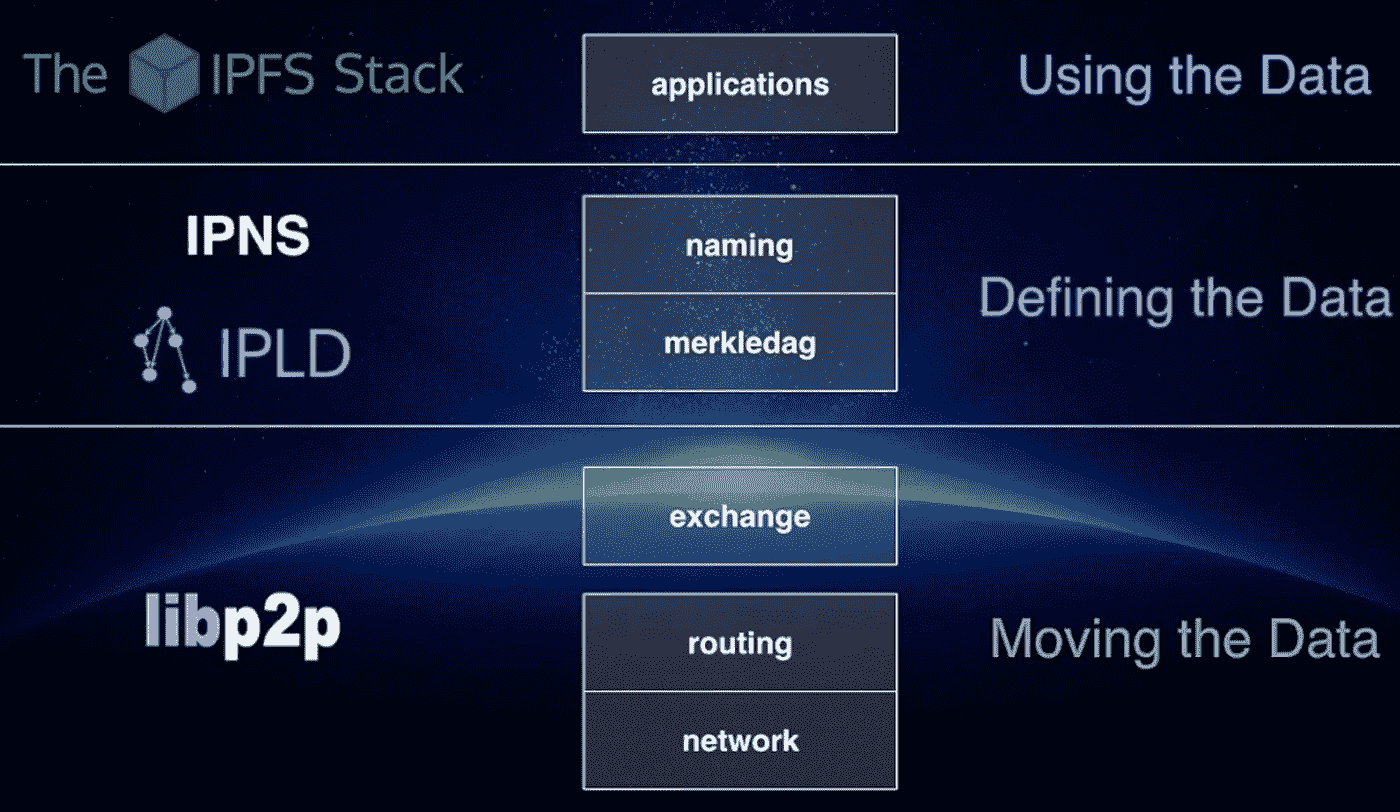 The IPFS Stack
applications
Using the Data
IPNS
naming
Defining the Data
IPLD
merkledag
exchange
libp2p
routing
Moving the Data
network